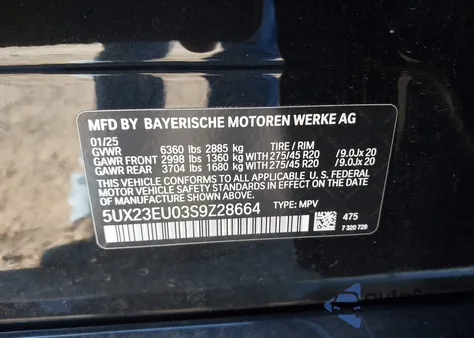 MFD BY BAYERISCHE MOTOREN WERKE AG
01/25
GVWR 6360 lbs 2885 kg TIRE / RIM
GAWR FRONT 2998 lbs 1360 kg WITH 275/45 R20 /9.0Jx 20
GAWR REAR 3704 lbs 1680 kg WITH 275/45 R20 /9.0Jx 20
THIS VEHICLE CONFORMS TO ALL APPLICABLE U.S. FEDERAL
MOTOR VEHICLE SAFETY AND THEFT PREVENTION STANDARDS
IN EFFECT ON THE DATE OF MANUFACTURE SHOWN ABOVE.
5UX23EU03S9Z28664 TYPE: MPV
475
7 320 729